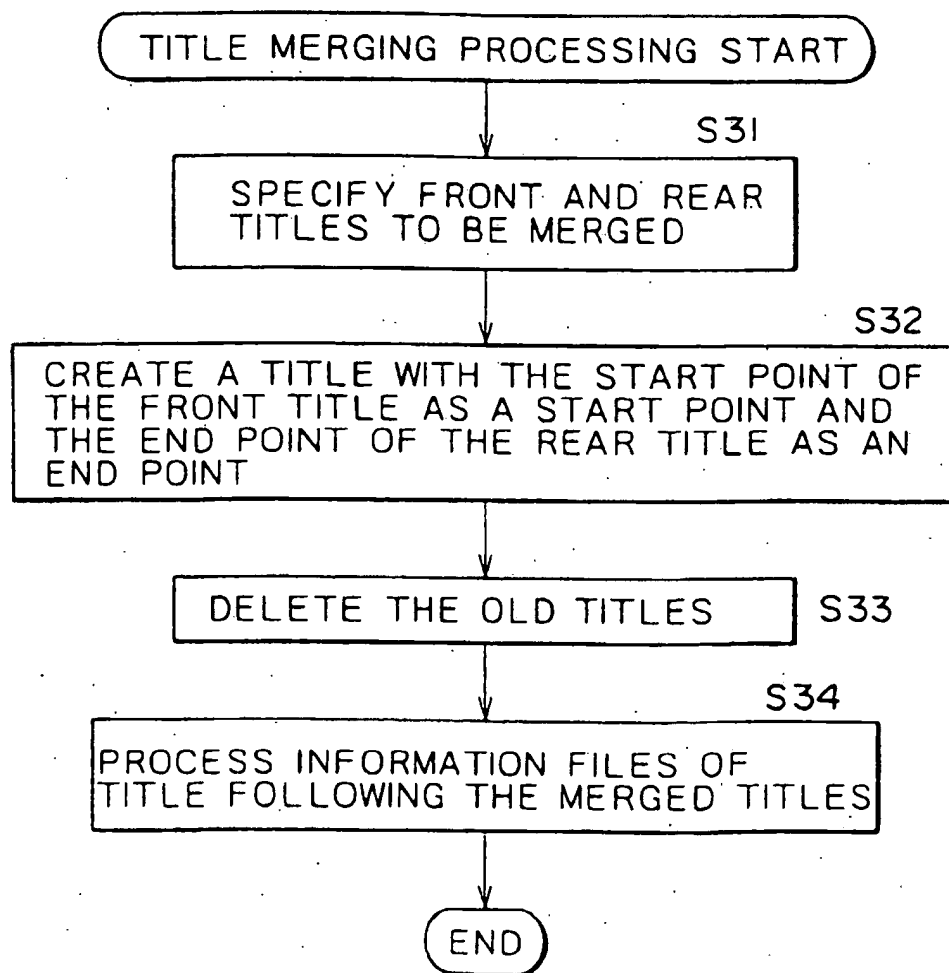 TITLE MERGING PROCESSING START
S31
SPECIFY FRONT AND REAR
TITLES TO BE MERGED
S32
CREATE A TITLE WITH THE START POINT OF
THE FRONT TITLE AS A START POINT AND
THE END POINT OF THE REAR TITLE AS AN
END POINT
DELETE THE OLD TITLES S33
S34
PROCESS INFORMATION FILES OF
TITLE FOLLOWING THE MERGED TITLES
END